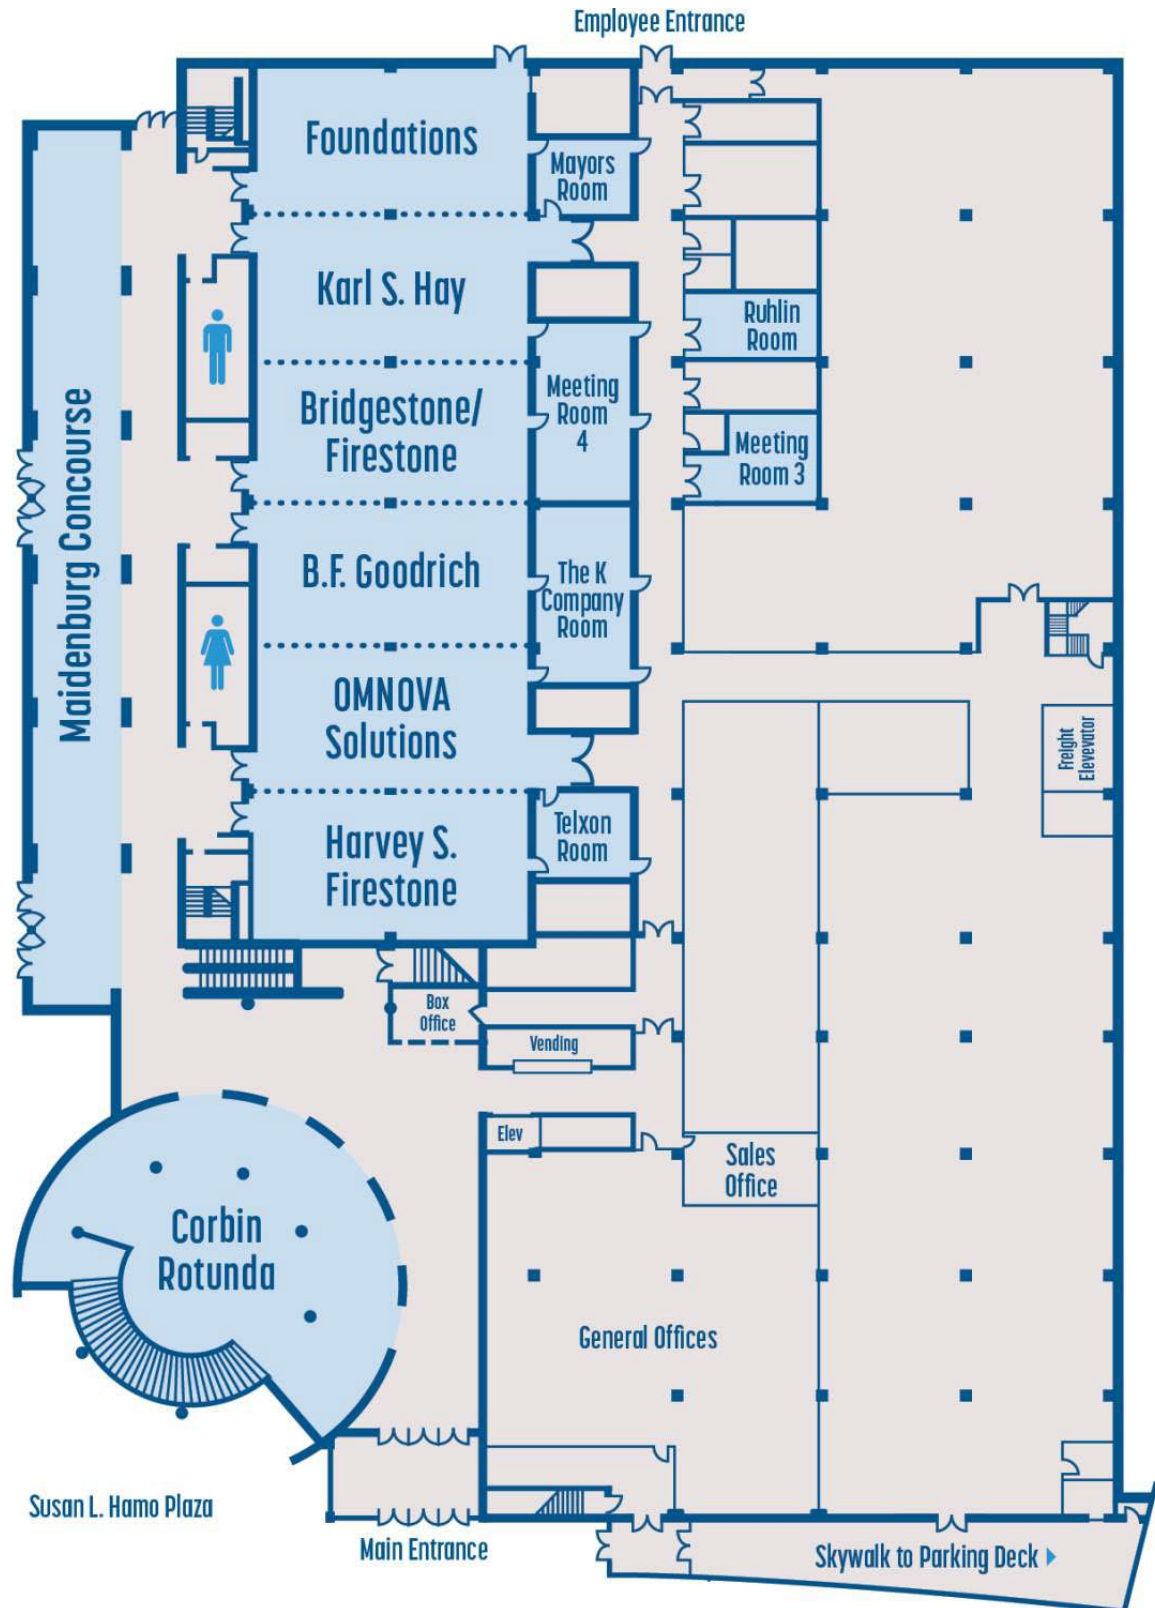 Employee Entrance
Foundations
Mayors
Room
Karl S. Hay
Ruhlin
Room
Bridgestone/
Firestone
Meeting
Room
4
Meeting
Room 3
Maidenburg Concourse
B.F. Goodrich
The K
Company
Room
OMNOVA
Solutions
Freight
Elevevator
Harvey S.
Firestone
Telxon
Room
Box
Office
Vending
Elev
Sales
Office
Corbin
Rotunda
General Offices
Susan L. Hamo Plaza
Main Entrance
Skywalk to Parking Deck